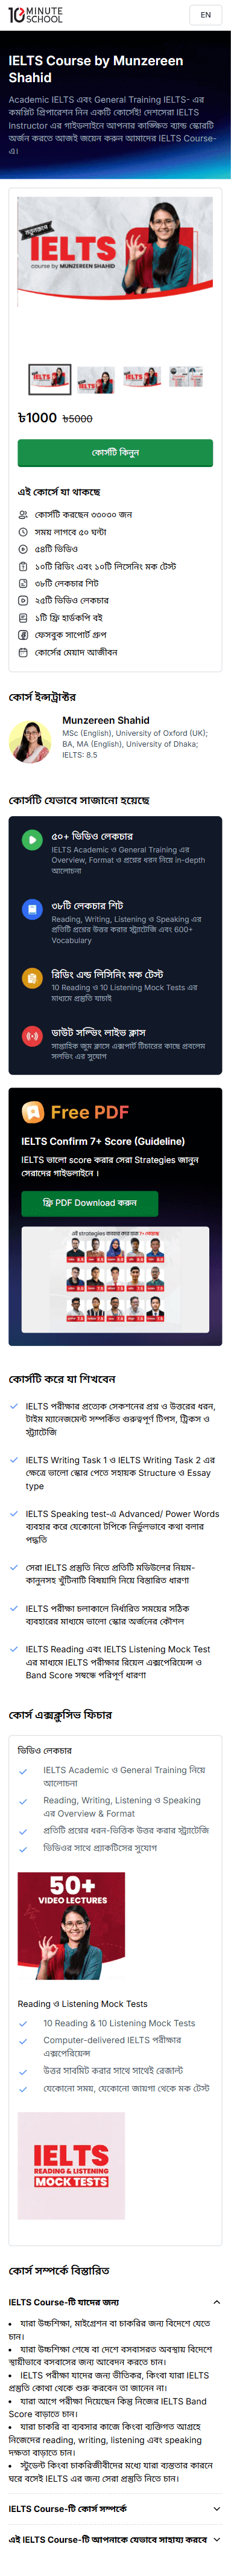 10 MINUTE SCHOOL
EN
IELTS Course by Munzereen
Shahid
Academic IELTS এবং General Training IELTS- এর
কমপ্লিট প্রিপারেশন নিন একটি কোর্সেই! দেশসেরা IELTS
Instructor এর গাইডলাইনে আপনার কাঙ্ক্ষিত ব্যান্ড স্কোরটি
অর্জন করতে আজই জয়েন করুন আমাদের IELTS Course-
এ।
IELTS
course by MUNZEREEN SHAHID
৳1000 ৳5000
কোর্সটি কিনুন
এই কোর্সে যা থাকছে
কোর্সটি করছেন ৩৩০৩০ জন
সময় লাগবে ৫০ ঘন্টা
৫৪টি ভিডিও
১০টি রিডিং এবং ১০টি লিসেনিং মক টেস্ট
৩৮টি লেকচার শিট
২৫টি ভিডিও লেকচার
১টি ফ্রি হার্ডকপি বই
ফেসবুক সাপোর্ট গ্রুপ
কোর্সের মেয়াদ আজীবন
কোর্স ইন্সট্রাক্টর
Munzereen Shahid
MSc (English), University of Oxford (UK);
BA, MA (English), University of Dhaka;
IELTS: 8.5
কোর্সটি যেভাবে সাজানো হয়েছে
৫০+ ভিডিও লেকচার
IELTS Academic ও General Training এর
Overview, Format ও প্রশ্নের ধরন নিয়ে in-depth
আলোচনা
৩৮টি লেকচার শিট
Reading, Writing, Listening ও Speaking এর
প্রতিটি প্রশ্নের উত্তর করার স্ট্র্যাটেজি এবং 600+
Vocabulary
রিডিং এন্ড লিসিনিং মক টেস্ট
10 Reading ও 10 Listening Mock Tests এর
মাধ্যমে প্রস্তুতি যাচাই
ডাউট সল্ভিং লাইভ ক্লাস
সাপ্তাহিক জুম ক্লাসে এক্সপার্ট টিচারের কাছে প্রবলেম
সলভিং এর সুযোগ
Free PDF
IELTS Confirm 7+ Score (Guideline)
IELTS ভালো score করার সেরা Strategies জানুন
সেরাদের গাইডলাইনে ।
ফ্রি PDF Download করুন
কোর্সটি করে যা শিখবেন
IELTS পরীক্ষার প্রত্যেক সেকশনের প্রশ্ন ও উত্তরের ধরন,
টাইম ম্যানেজমেন্ট সম্পর্কিত গুরুত্বপূর্ণ টিপস, ট্রিকস ও
স্ট্র্যাটেজি
IELTS Writing Task 1 ও IELTS Writing Task 2 এর
ক্ষেত্রে ভালো স্কোর পেতে সহায়ক Structure ও Essay
type
IELTS Speaking test-এ Advanced/ Power Words
ব্যবহার করে যেকোনো টপিকে নির্ভুলভাবে কথা বলার
পদ্ধতি
সেরা IELTS প্রস্তুতি নিতে প্রতিটি মডিউলের নিয়ম-
কানুনসহ খুঁটিনাটি বিষয়াদি নিয়ে বিস্তারিত ধারণা
IELTS পরীক্ষা চলাকালে নির্ধারিত সময়ের সঠিক
ব্যবহারের মাধ্যমে ভালো স্কোর অর্জনের কৌশল
IELTS Reading এবং IELTS Listening Mock Test
এর মাধ্যমে IELTS পরীক্ষার রিয়েল এক্সপেরিয়েন্স ও
Band Score সম্বন্ধে পরিপূর্ণ ধারণা
কোর্স এক্সক্লুসিভ ফিচার
ভিডিও লেকচার
IELTS Academic ও General Training নিয়ে
আলোচনা
Reading, Writing, Listening ও Speaking
এর Overview & Format
প্রতিটি প্রশ্নের ধরন-ভিত্তিক উত্তর করার স্ট্র্যাটেজি
ভিডিওর সাথে প্র্যাকটিসের সুযোগ
50+
VIDEO LECTURES
Reading ও Listening Mock Tests
10 Reading & 10 Listening Mock Tests
Computer-delivered IELTS পরীক্ষার
এক্সপেরিয়েন্স
উত্তর সাবমিট করার সাথে সাথেই রেজাল্ট
যেকোনো সময়, যেকোনো জায়গা থেকে মক টেস্ট
IELTS
READING & LISTENING
MOCK TESTS
কোর্স সম্পর্কে বিস্তারিত
IELTS Course-টি যাদের জন্য
• যারা উচ্চশিক্ষা, মাইগ্রেশন বা চাকরির জন্য বিদেশে যেতে
চান।
• যারা উচ্চশিক্ষা শেষে বা দেশে বসবাসরত অবস্থায় বিদেশে
স্থায়ীভাবে বসবাসের জন্য আবেদন করতে চান।
• IELTS পরীক্ষা যাদের জন্য ভীতিকর, কিংবা যারা IELTS
প্রস্তুতি কোথা থেকে শুরু করবেন তা জানেন না।
• যারা আগে পরীক্ষা দিয়েছেন কিন্তু নিজের IELTS Band
Score বাড়াতে চান।
• যারা চাকরি বা ব্যবসার কাজে কিংবা ব্যক্তিগত আগ্রহে
নিজেদের reading, writing, listening এবং speaking
দক্ষতা বাড়াতে চান।
• স্টুডেন্ট কিংবা চাকরিজীবীদের মধ্যে যারা ব্যস্ততার কারনে
ঘরে বসেই IELTS এর জন্য সেরা প্রস্তুতি নিতে চান।
IELTS Course-টি কোর্স সম্পর্কে
এই IELTS Course-টি আপনাকে যেভাবে সাহায্য করবে